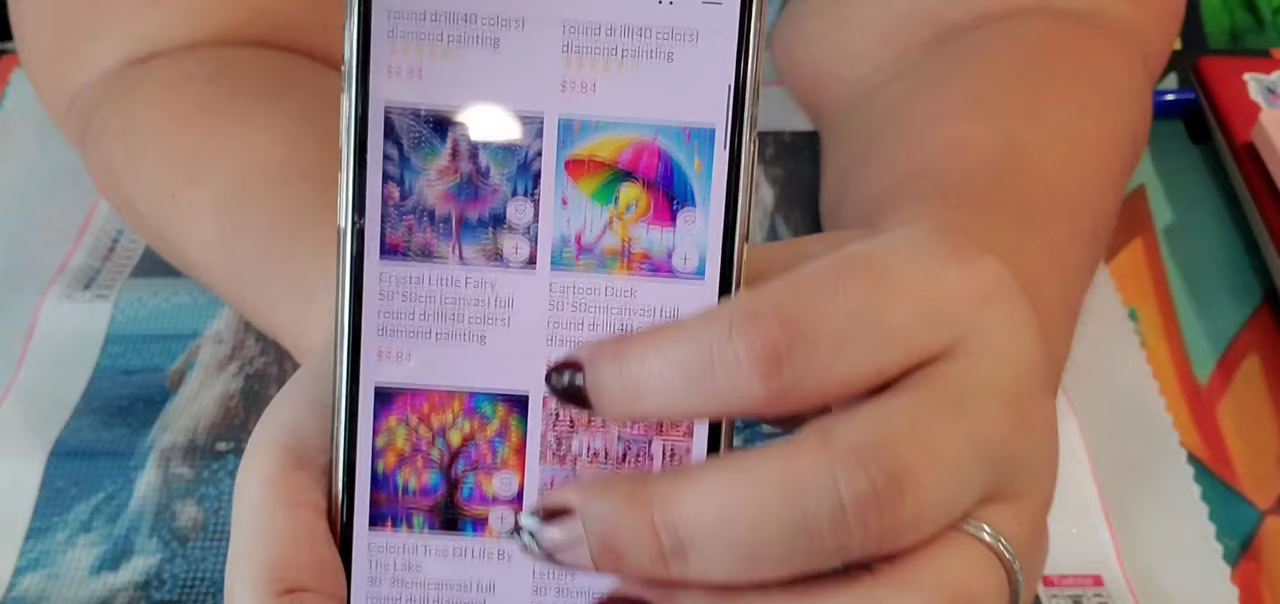 round drill(40 colors)
diamond painting
$9.84
round drill(40 colors)
diamond painting
$9.84
Crystal Little Fairy
50*50cm (canvas) full
round drill(40 colors)
diamond painting
$9.84
Cartoon Duck
50*50cm(canvas) full
round drill(40
Colorful Tree Of Life By
The Lake
30*30cm(canvas) full
round drill diamond
Letters
30*30cm(